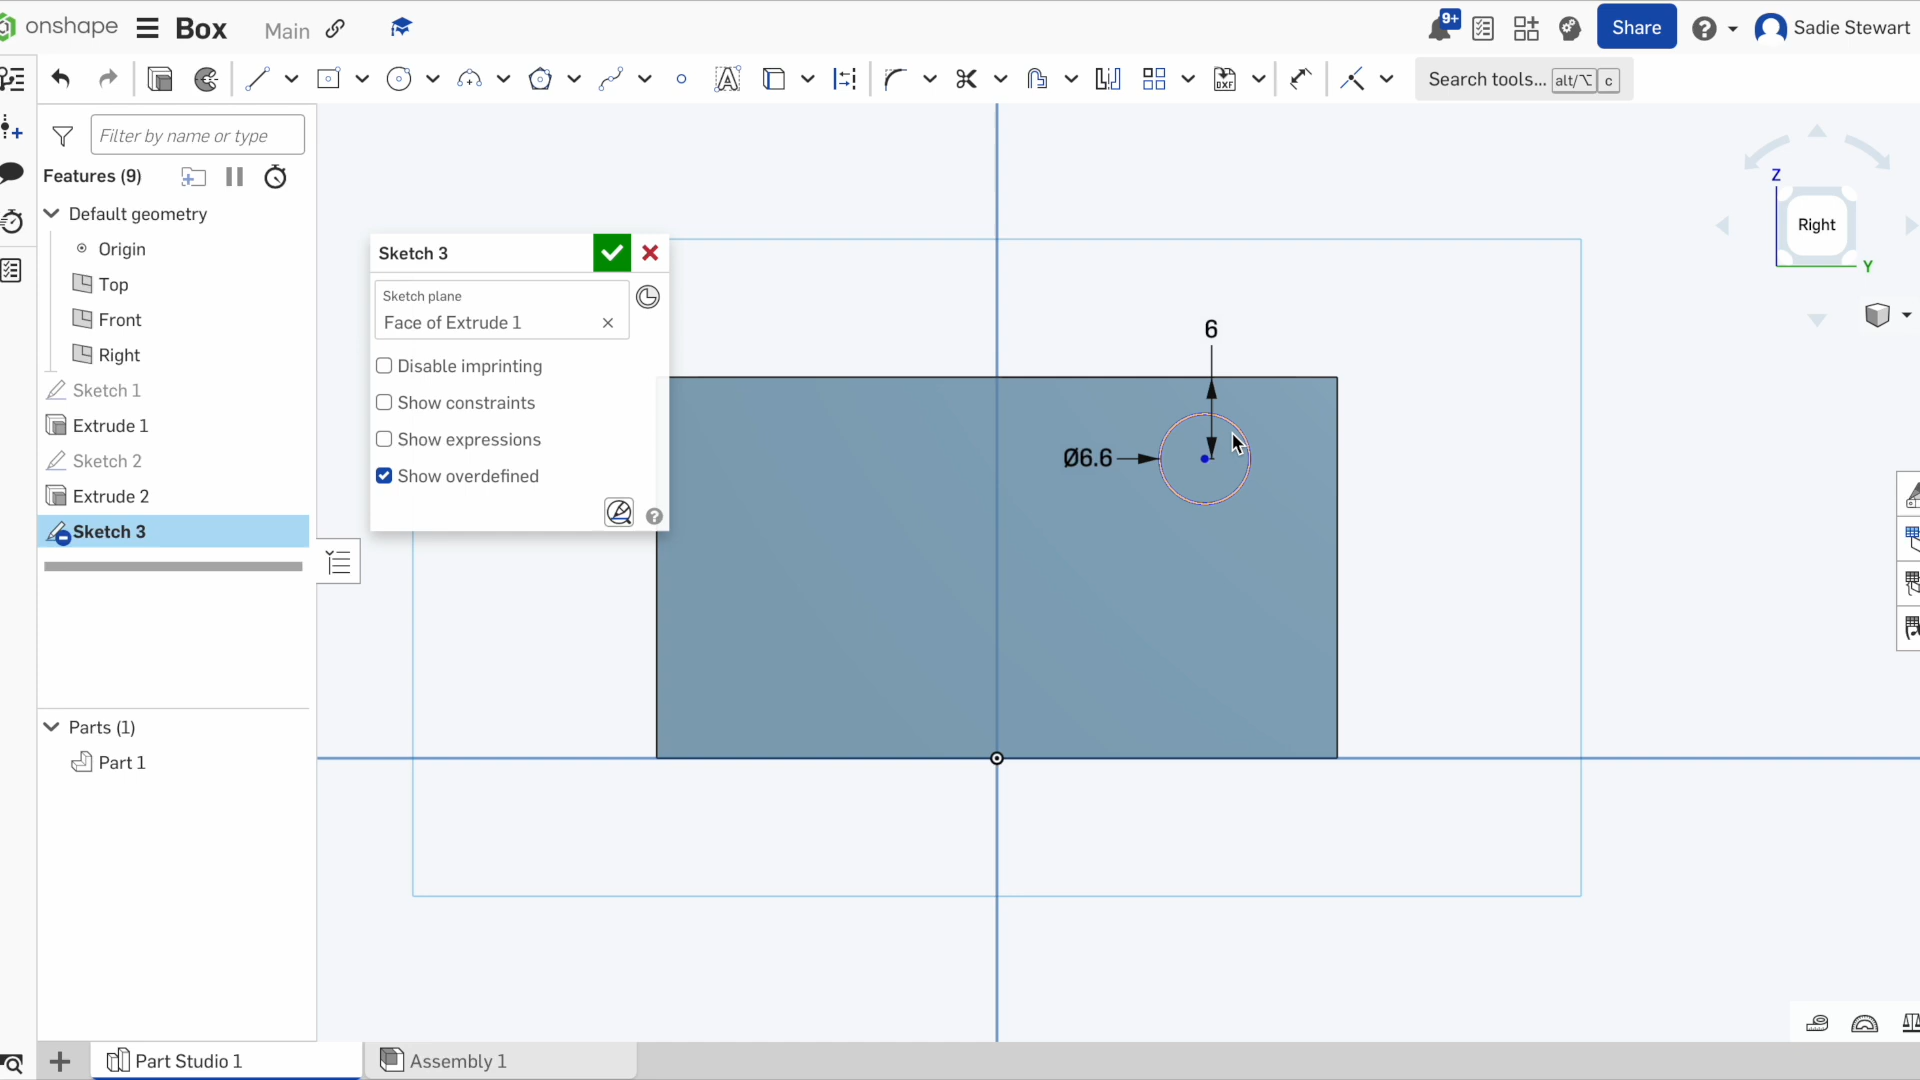 onshape
Box
Main
9+
Share
Sadie Stewart
Search tools... alt/⌥ c
Filter by name or type
Features (9)
Default geometry
Origin
Top
Front
Right
Sketch 1
Extrude 1
Sketch 2
Extrude 2
Sketch 3
Parts (1)
Part 1
Sketch 3
Sketch plane
Face of Extrude 1
Disable imprinting
Show constraints
Show expressions
Show overdefined
6
Ø6.6
Z
Right
Y
Part Studio 1
Assembly 1